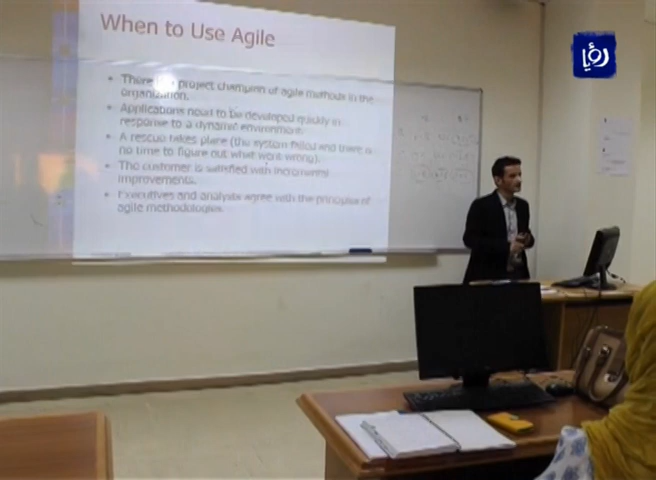 When to Use Agile
رؤيا
• There is a project champion of agile methods in the
organization.
• Applications need to be developed quickly in
response to a dynamic environment.
• A rescue takes place (the system failed and there is
no time to figure out what went wrong).
• The customer is satisfied with incremental
improvements.
• Executives and analysts agree with the principles of
agile methodologies.